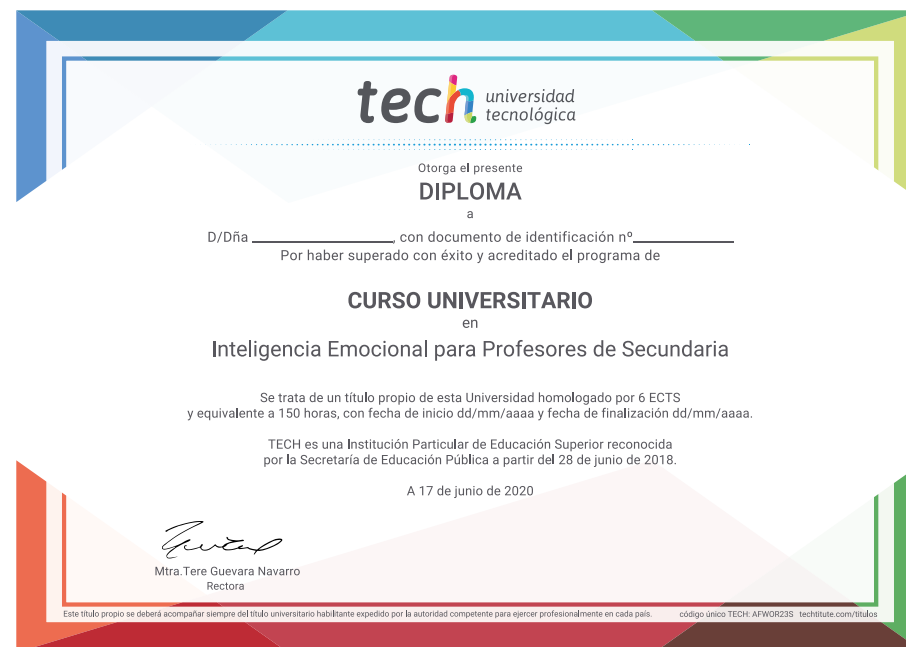 tech universidad
tecnológica
Otorga el presente
DIPLOMA
a
D/Dña ____________________, con documento de identificación nº______________
Por haber superado con éxito y acreditado el programa de
CURSO UNIVERSITARIO
en
Inteligencia Emocional para Profesores de Secundaria
Se trata de un título propio de esta Universidad homologado por 6 ECTS
y equivalente a 150 horas, con fecha de inicio dd/mm/aaaa y fecha de finalización dd/mm/aaaa.
TECH es una Institución Particular de Educación Superior reconocida
por la Secretaría de Educación Pública a partir del 28 de junio de 2018.
A 17 de junio de 2020
Mtra.Tere Guevara Navarro
Rectora
Este título propio se deberá acompañar siempre del título universitario habilitante expedido por la autoridad competente para ejercer profesionalmente en cada país. código único TECH: AFWOR23S techtitute.com/titulos